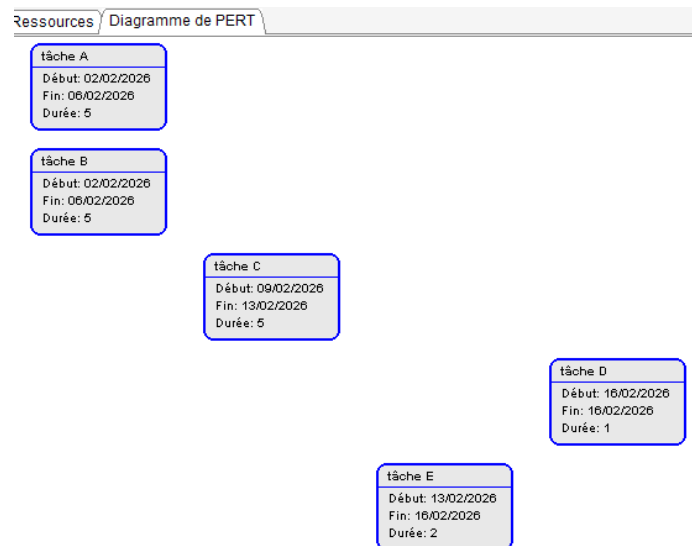 Ressources Diagramme de PERT
tâche A
Début: 02/02/2026
Fin: 06/02/2026
Durée: 5
tâche B
Début: 02/02/2026
Fin: 06/02/2026
Durée: 5
tâche C
Début: 09/02/2026
Fin: 13/02/2026
Durée: 5
tâche D
Début: 16/02/2026
Fin: 16/02/2026
Durée: 1
tâche E
Début: 13/02/2026
Fin: 16/02/2026
Durée: 2